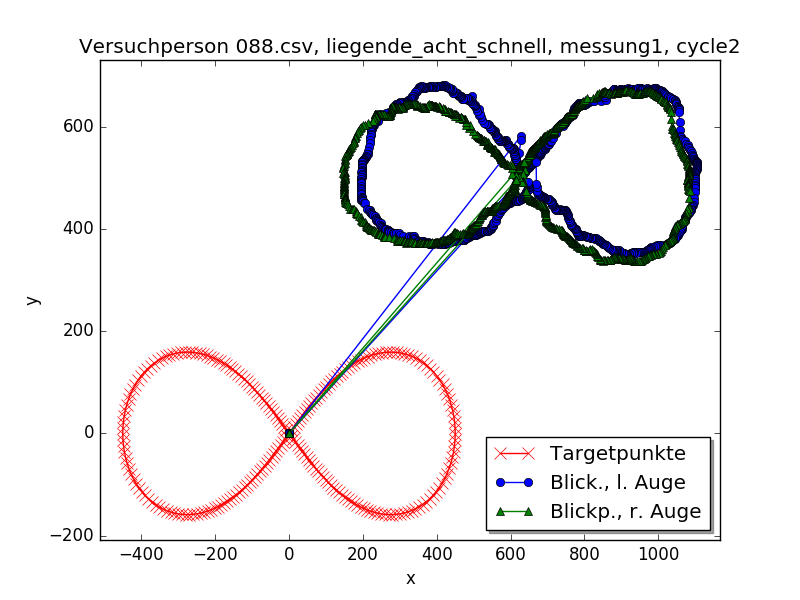 Versuchperson 088.csv, liegende_acht_schnell, messung1, cycle2
600
400
200
0
−200
y
−400
−200
0
200
400
600
800
1000
x
Targetpunkte
Blick., l. Auge
Blickp., r. Auge